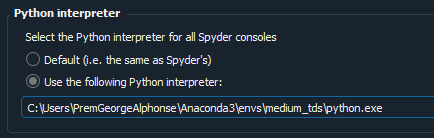 Python interpreter
Select the Python interpreter for all Spyder consoles
Default (i.e. the same as Spyder's)
Use the following Python interpreter:
C:\Users\PremGeorgeAlphonse\Anaconda3\envs\medium_tds\python.exe